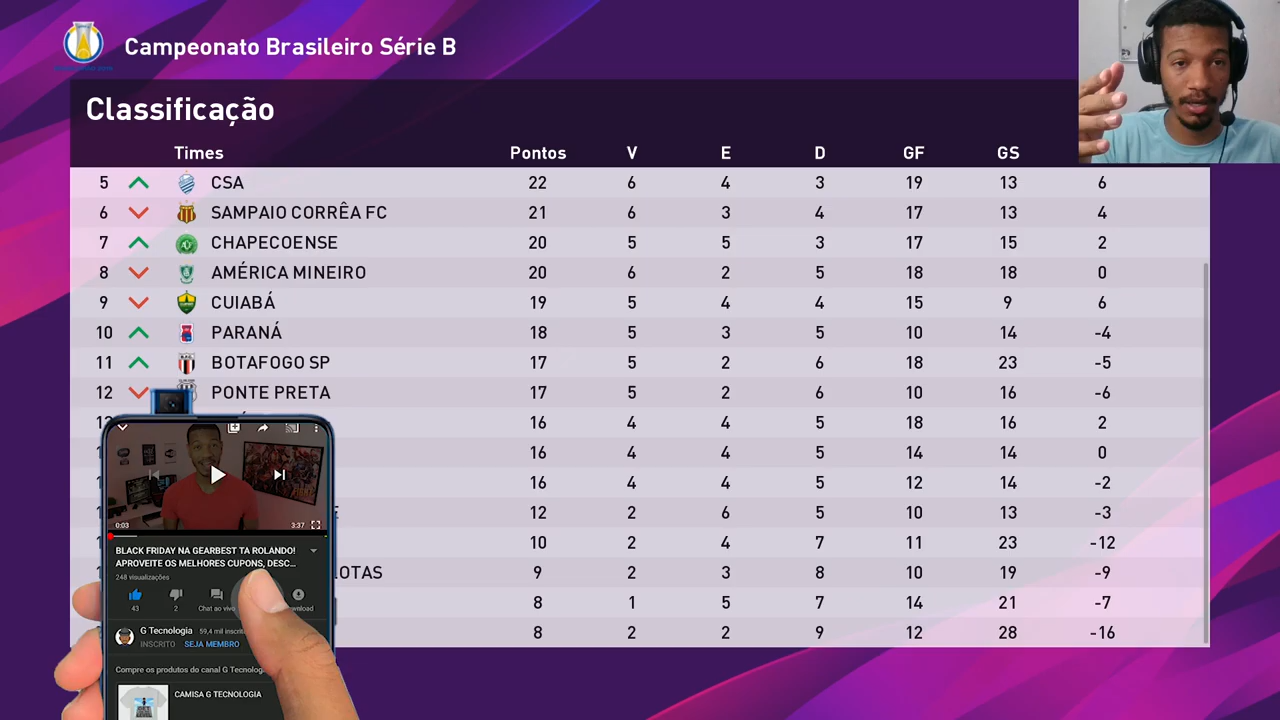 Campeonato Brasileiro Série B
Classificação
Times Pontos V E D GF GS
5 CSA 22 6 4 3 19 13 6
6 SAMPAIO CORRÊA FC 21 6 3 4 17 13 4
7 CHAPECOENSE 20 5 5 3 17 15 2
8 AMÉRICA MINEIRO 20 6 2 5 18 18 0
9 CUIABÁ 19 5 4 4 15 9 6
10 PARANÁ 18 5 3 5 10 14 -4
11 BOTAFOGO SP 17 5 2 6 18 23 -5
12 PONTE PRETA 17 5 2 6 10 16 -6
16 4 4 5 18 16 2
16 4 4 5 14 14 0
16 4 4 5 12 14 -2
12 2 6 5 10 13 -3
10 2 4 7 11 23 -12
LOTAS 9 2 3 8 10 19 -9
8 1 5 7 14 21 -7
8 2 2 9 12 28 -16
0:03 3:37
BLACK FRIDAY NA GEARBEST TA ROLANDO!
APROVEITE OS MELHORES CUPONS, DESC...
248 visualizações
43 2 Chat ao vivo
G Tecnologia 59,4 mil
INSCRITO SEJA MEMBRO
Compre os produtos do canal G
CAMISA G TECNOLOGIA